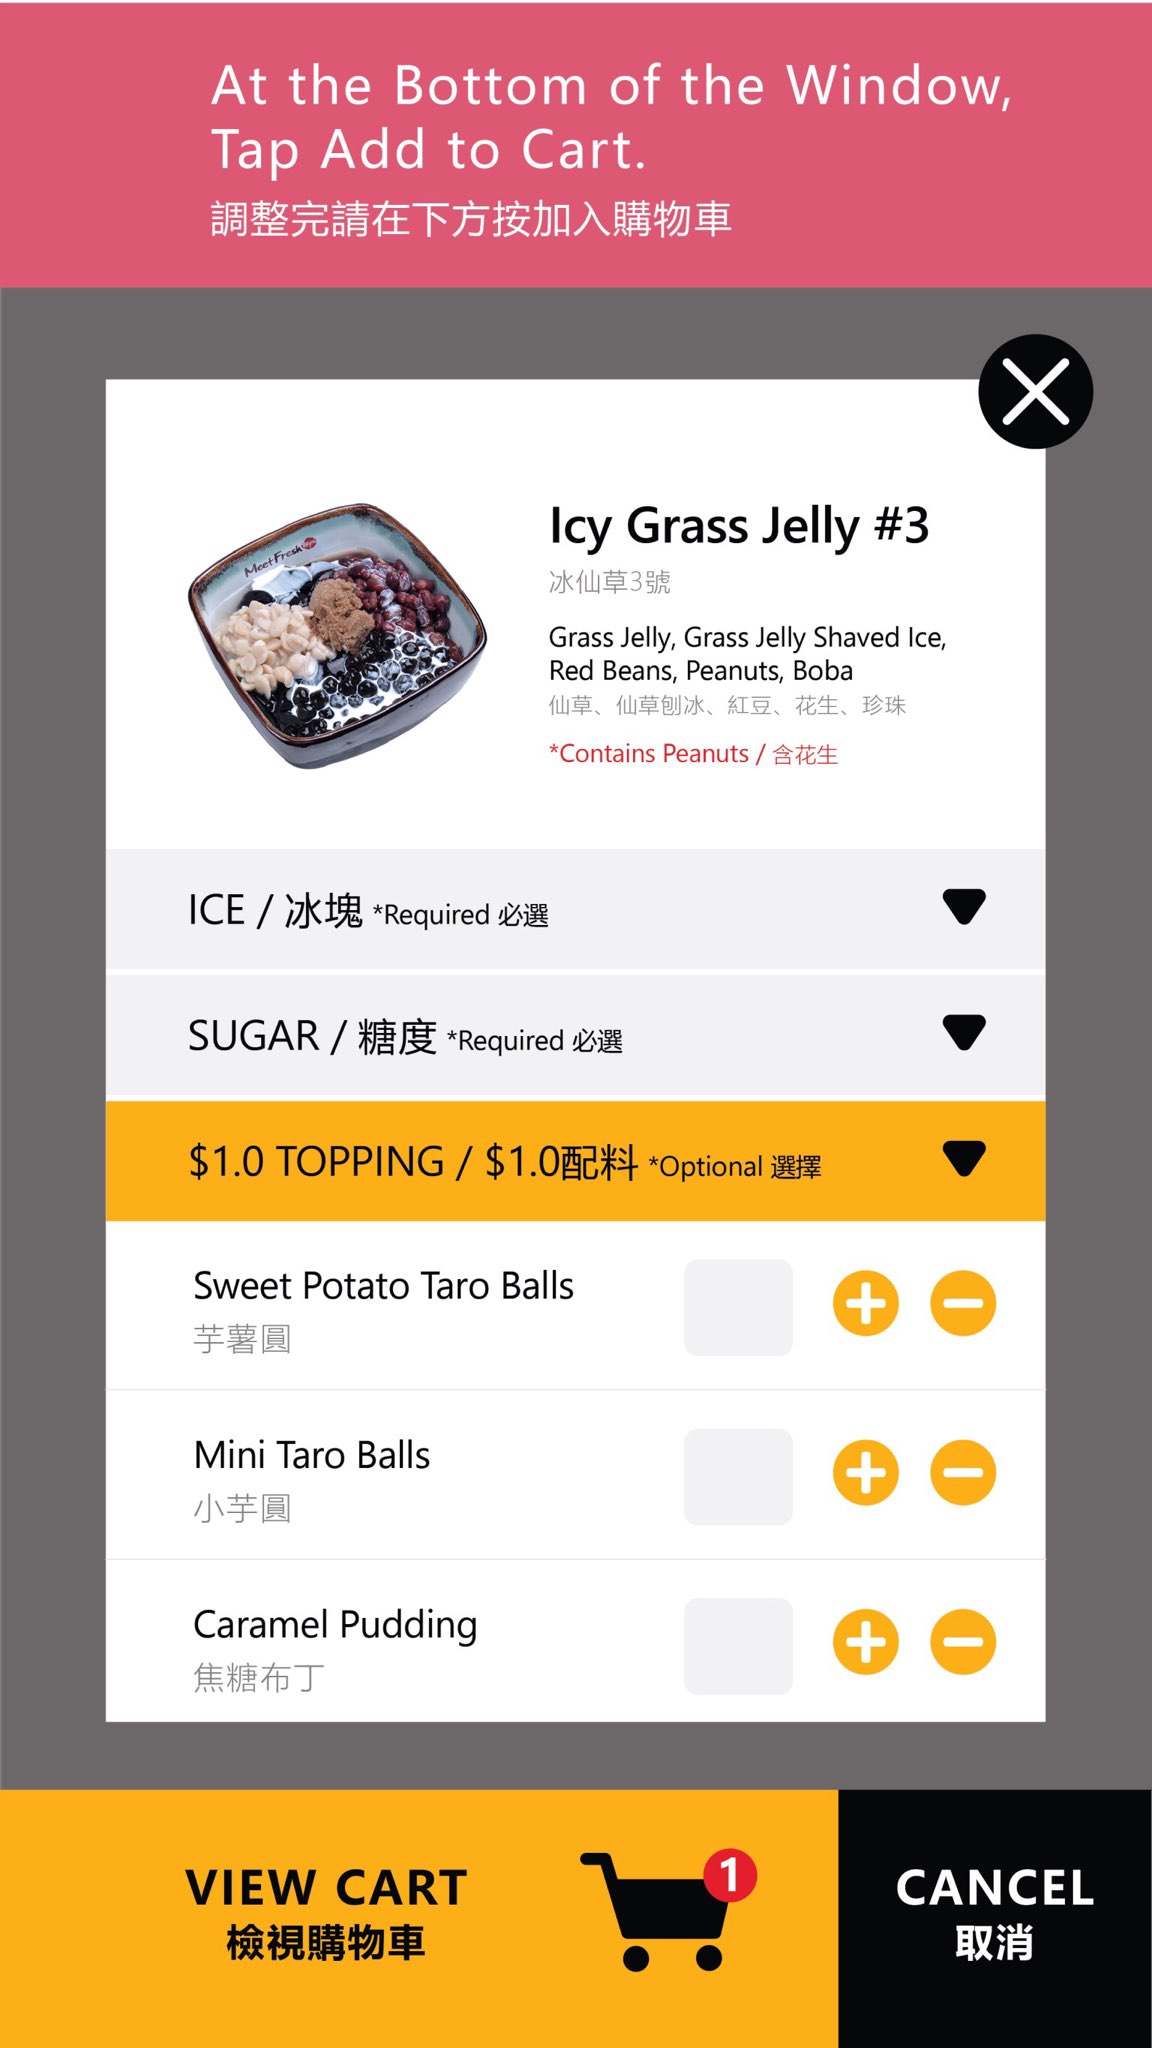 At the Bottom of the Window,
Tap Add to Cart.
調整完請在下方按加入購物車
MeetFresh
Icy Grass Jelly #3
冰仙草3號
Grass Jelly, Grass Jelly Shaved Ice,
Red Beans, Peanuts, Boba
仙草、仙草刨冰、紅豆、花生、珍珠
*Contains Peanuts / 含花生
ICE / 冰塊 *Required 必選
SUGAR / 糖度 *Required 必選
$1.0 TOPPING / $1.0配料 *Optional 選擇
Sweet Potato Taro Balls
芋薯圓
Mini Taro Balls
小芋圓
Caramel Pudding
焦糖布丁
VIEW CART
檢視購物車
1
CANCEL
取消